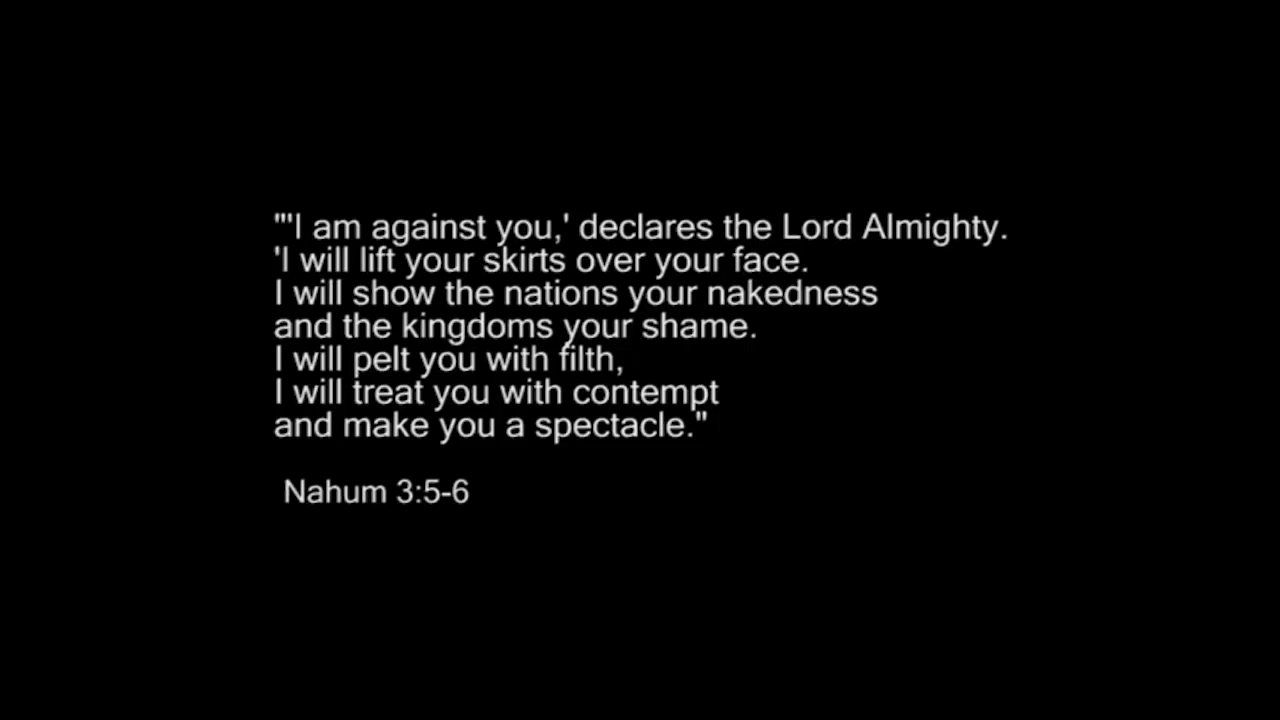 "'I am against you,' declares the Lord Almighty.
'I will lift your skirts over your face.
I will show the nations your nakedness
and the kingdoms your shame.
I will pelt you with filth,
I will treat you with contempt
and make you a spectacle."
Nahum 3:5-6